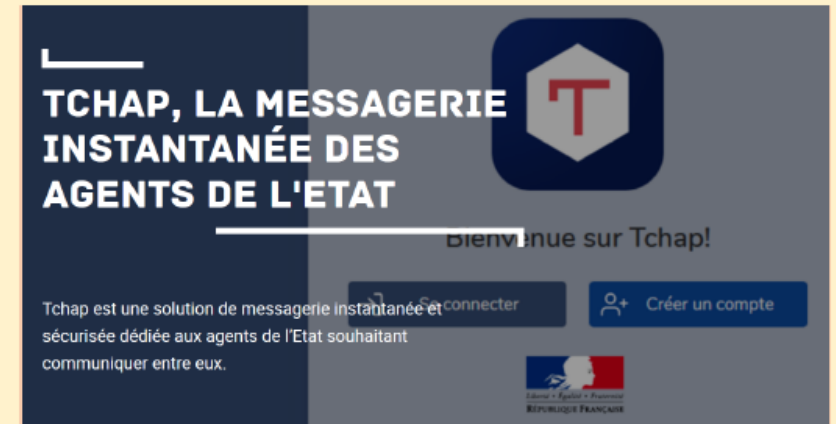 TCHAP, LA MESSAGERIE
INSTANTANÉE DES
AGENTS DE L'ETAT
Tchap est une solution de messagerie instantanée et
sécurisée dédiée aux agents de l'Etat souhaitant
communiquer entre eux.
T
Bienvenue sur Tchap!
Se connecter
Créer un compte
Liberté • Égalité • Fraternité
RÉPUBLIQUE FRANÇAISE